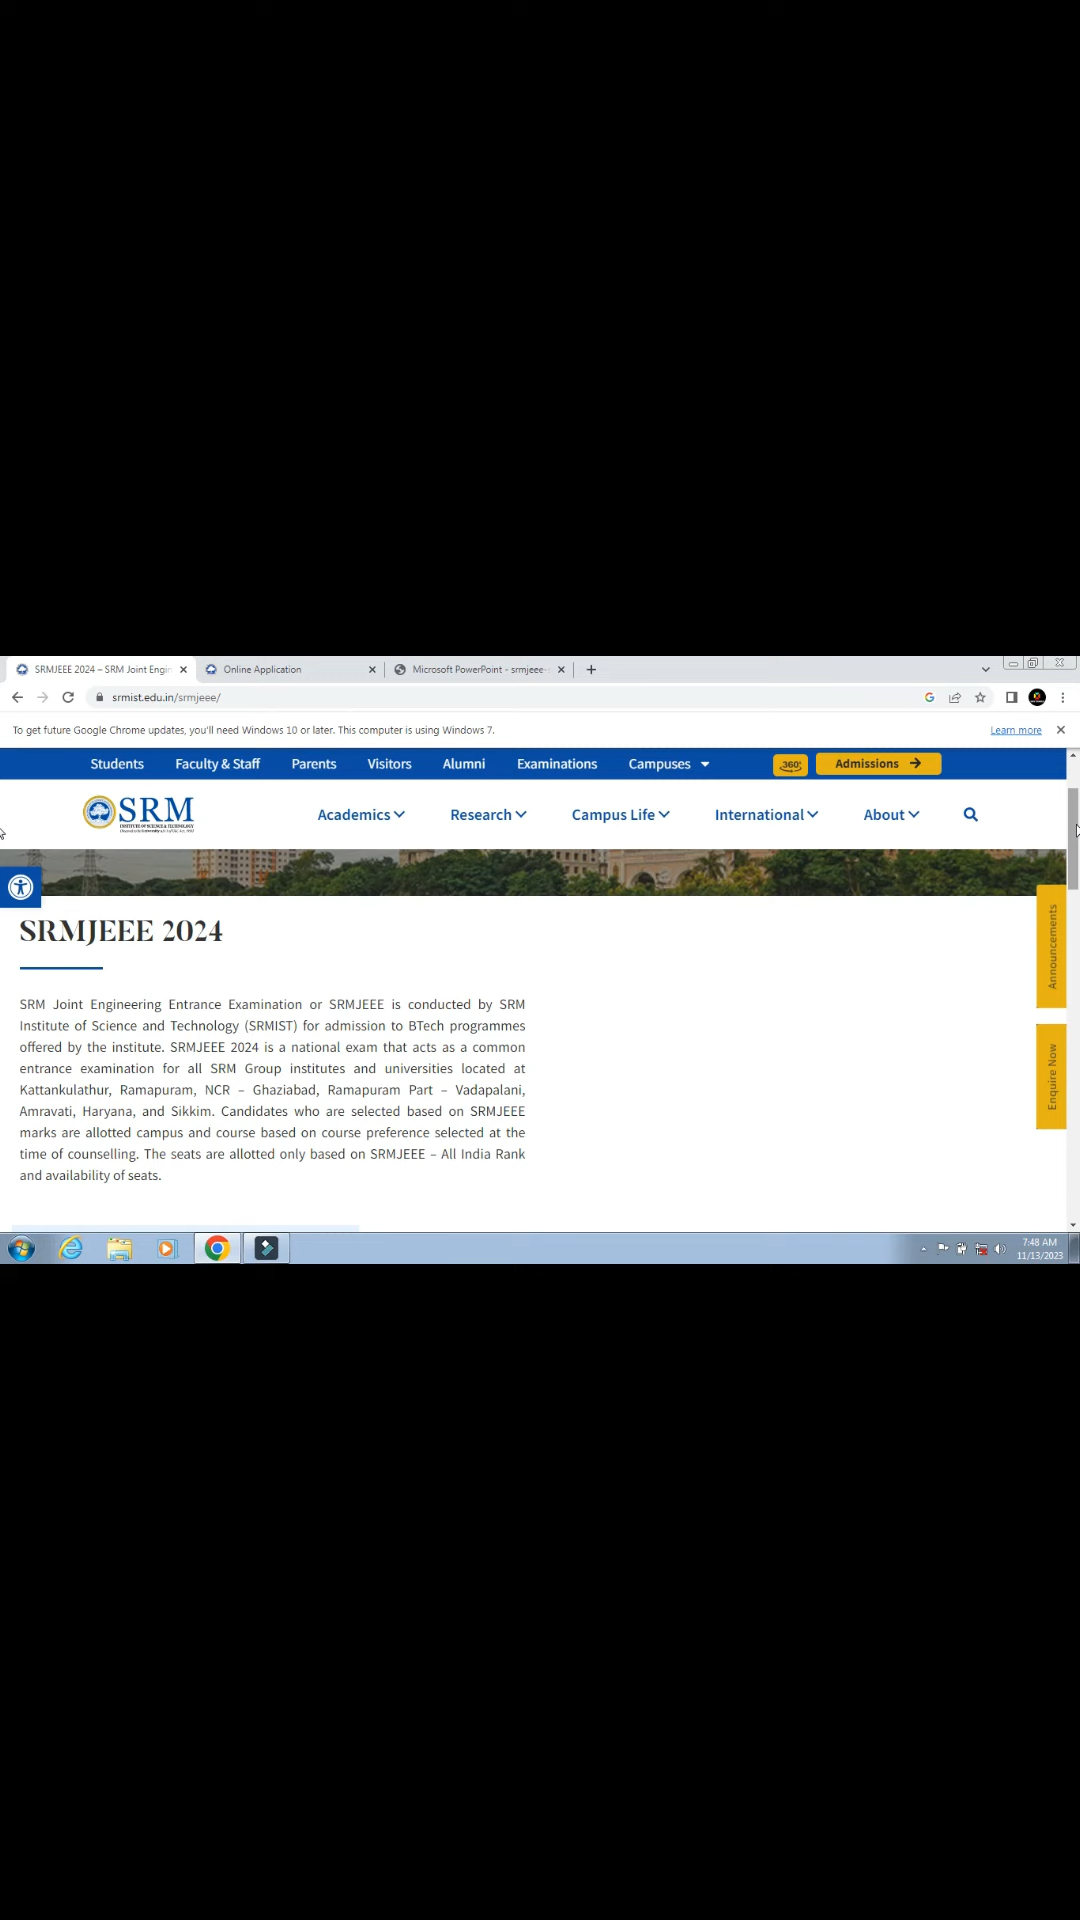 SRMJEEE 2024 – SRM Joint Engin
Online Application
Microsoft PowerPoint - srmjeee-
srmist.edu.in/srmjeee/
To get future Google Chrome updates, you'll need Windows 10 or later. This computer is using Windows 7.
Learn more
Students Faculty & Staff Parents Visitors Alumni Examinations Campuses 360° Admissions
SRM
INSTITUTE OF SCIENCE & TECHNOLOGY
Academics Research Campus Life International About
Announcements
Enquire Now
SRMJEEE 2024
SRM Joint Engineering Entrance Examination or SRMJEEE is conducted by SRM
Institute of Science and Technology (SRMIST) for admission to BTech programmes
offered by the institute. SRMJEEE 2024 is a national exam that acts as a common
entrance examination for all SRM Group institutes and universities located at
Kattankulathur, Ramapuram, NCR – Ghaziabad, Ramapuram Part – Vadapalani,
Amravati, Haryana, and Sikkim. Candidates who are selected based on SRMJEEE
marks are allotted campus and course based on course preference selected at the
time of counselling. The seats are allotted only based on SRMJEEE – All India Rank
and availability of seats.
7:48 AM
11/13/2023